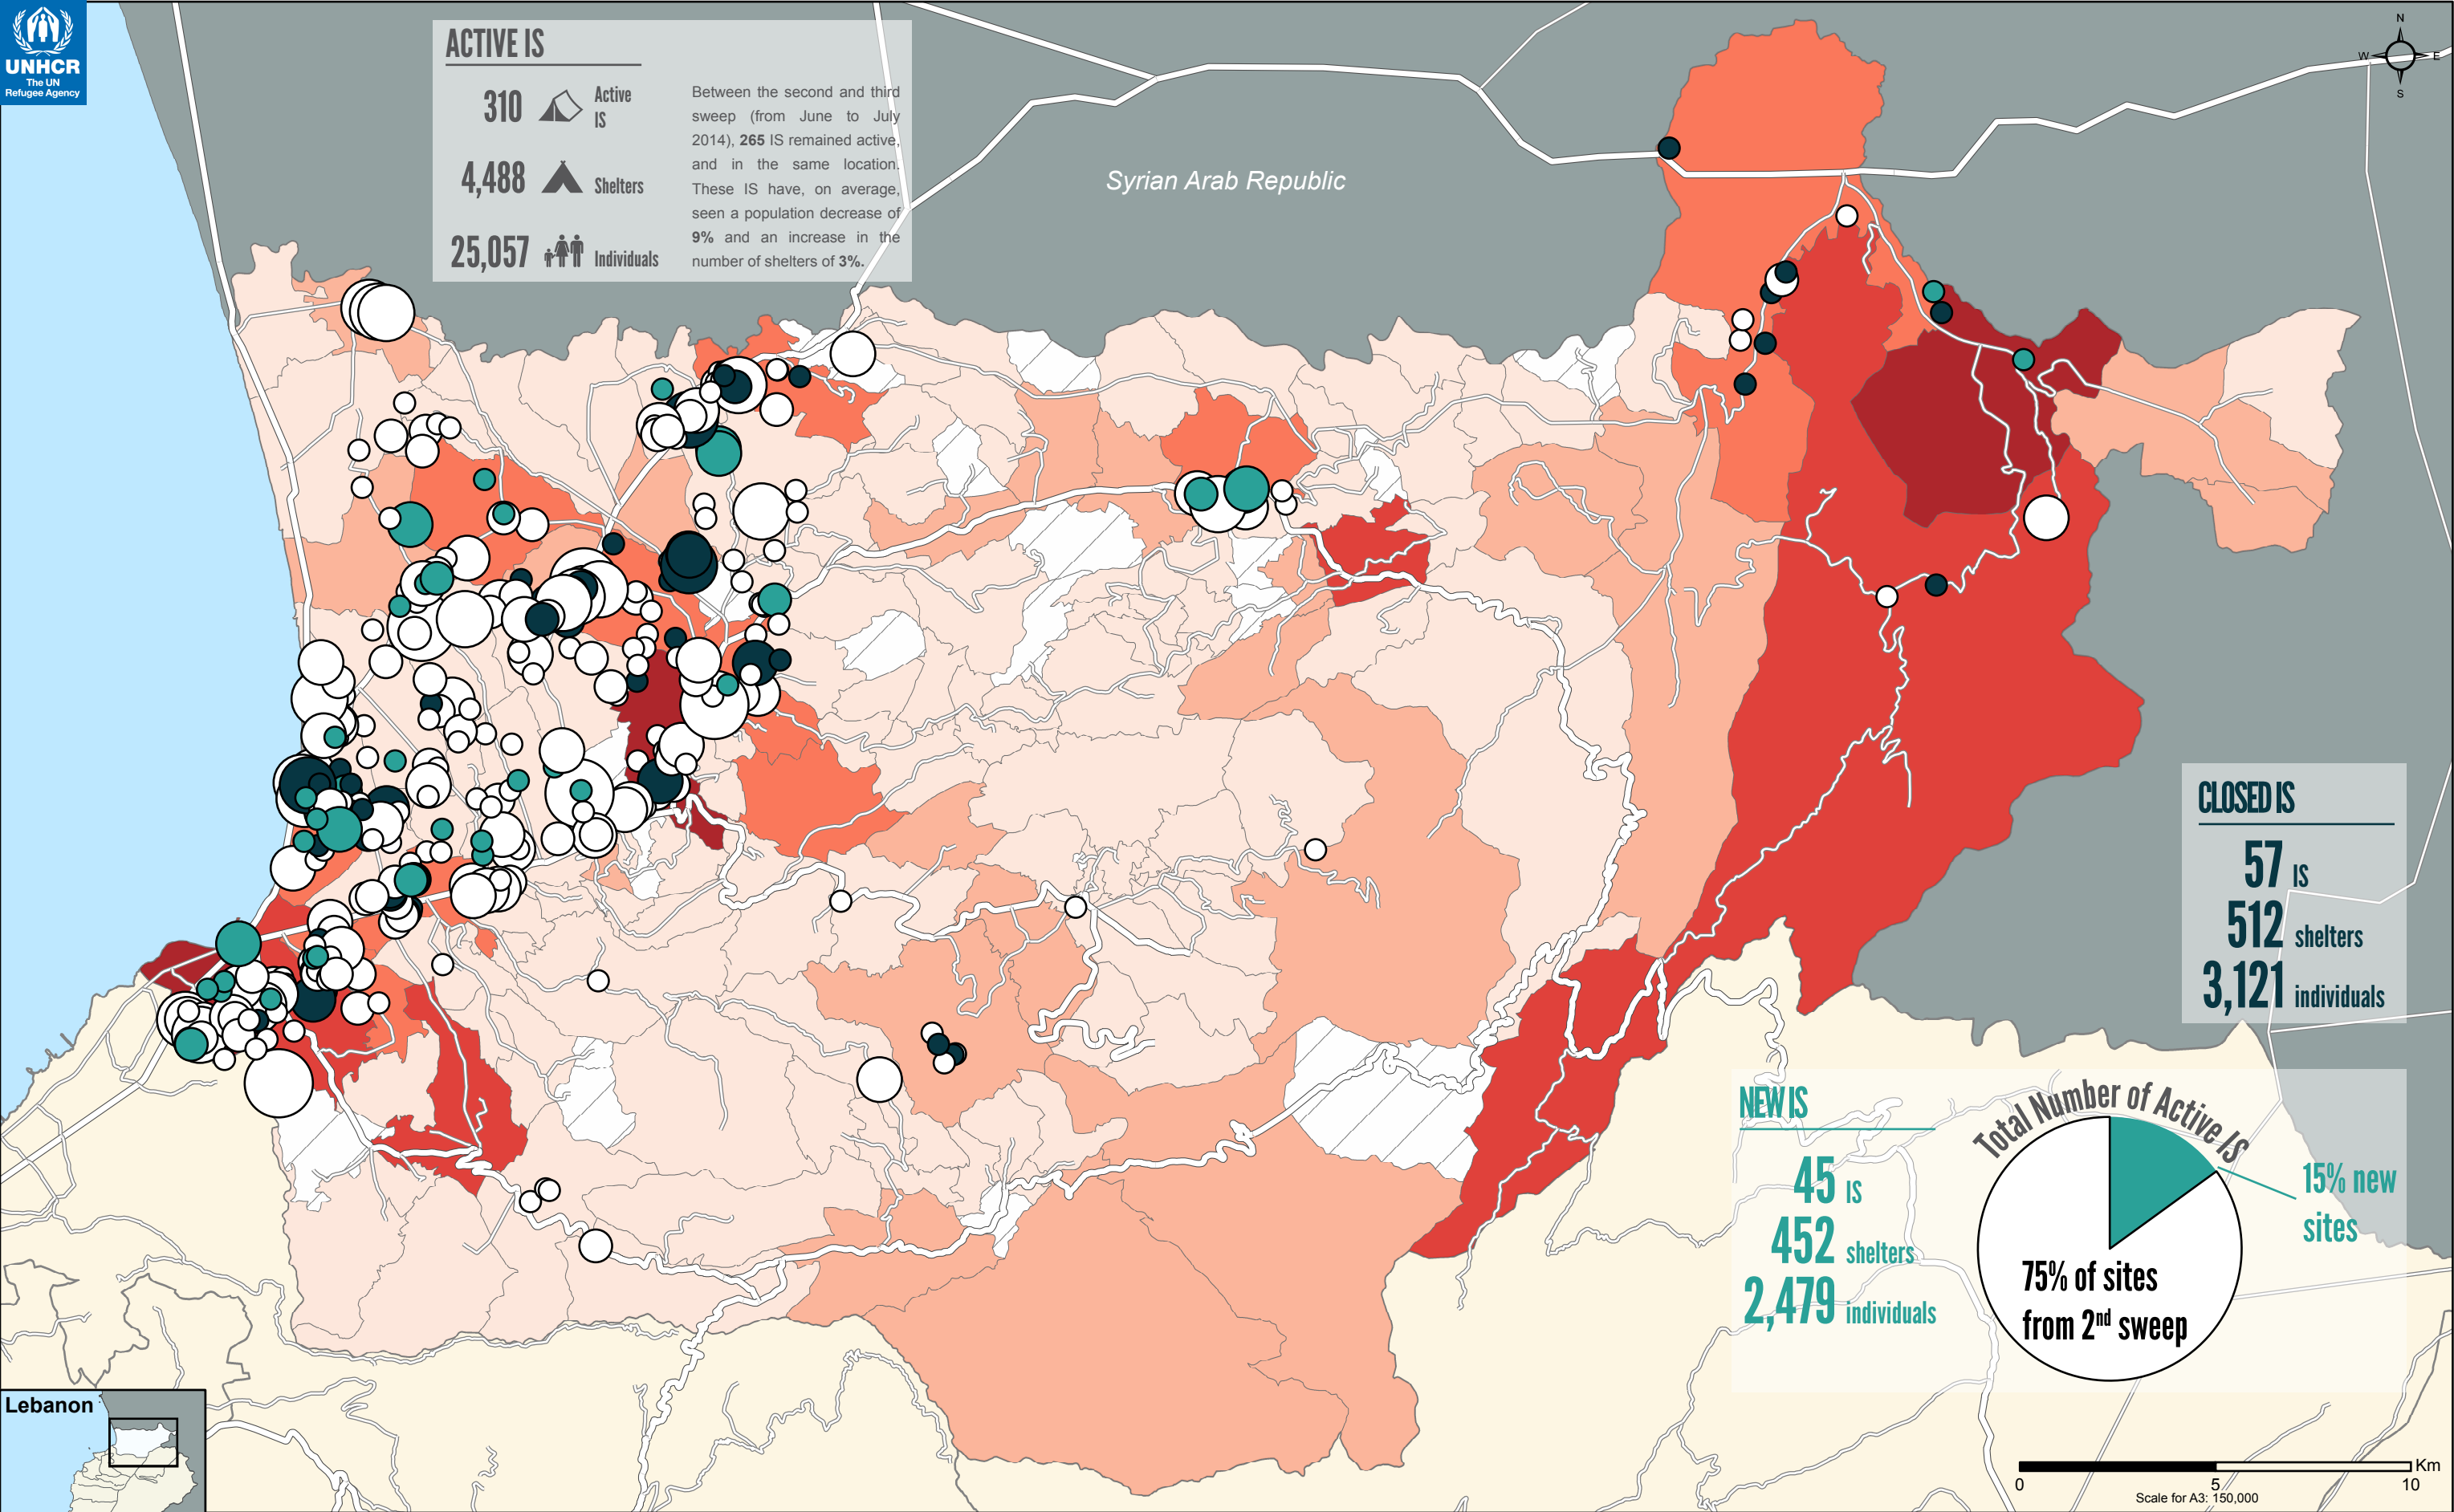 UNHCR
The UN
Refugee Agency
ACTIVE IS
310 Active
IS
4,488 Shelters
25,057 Individuals
Between the second and third
sweep (from June to July
2014), 265 IS remained active,
and in the same location.
These IS have, on average,
seen a population decrease of
9% and an increase in the
number of shelters of 3%.
Syrian Arab Republic
N
W E
S
CLOSED IS
57 IS
512 shelters
3,121 individuals
NEW IS
45 IS
452 shelters
2,479 individuals
Total Number of Active IS
15% new
sites
75% of sites
from 2nd sweep
Lebanon
Km
0 5 10
Scale for A3: 150,000